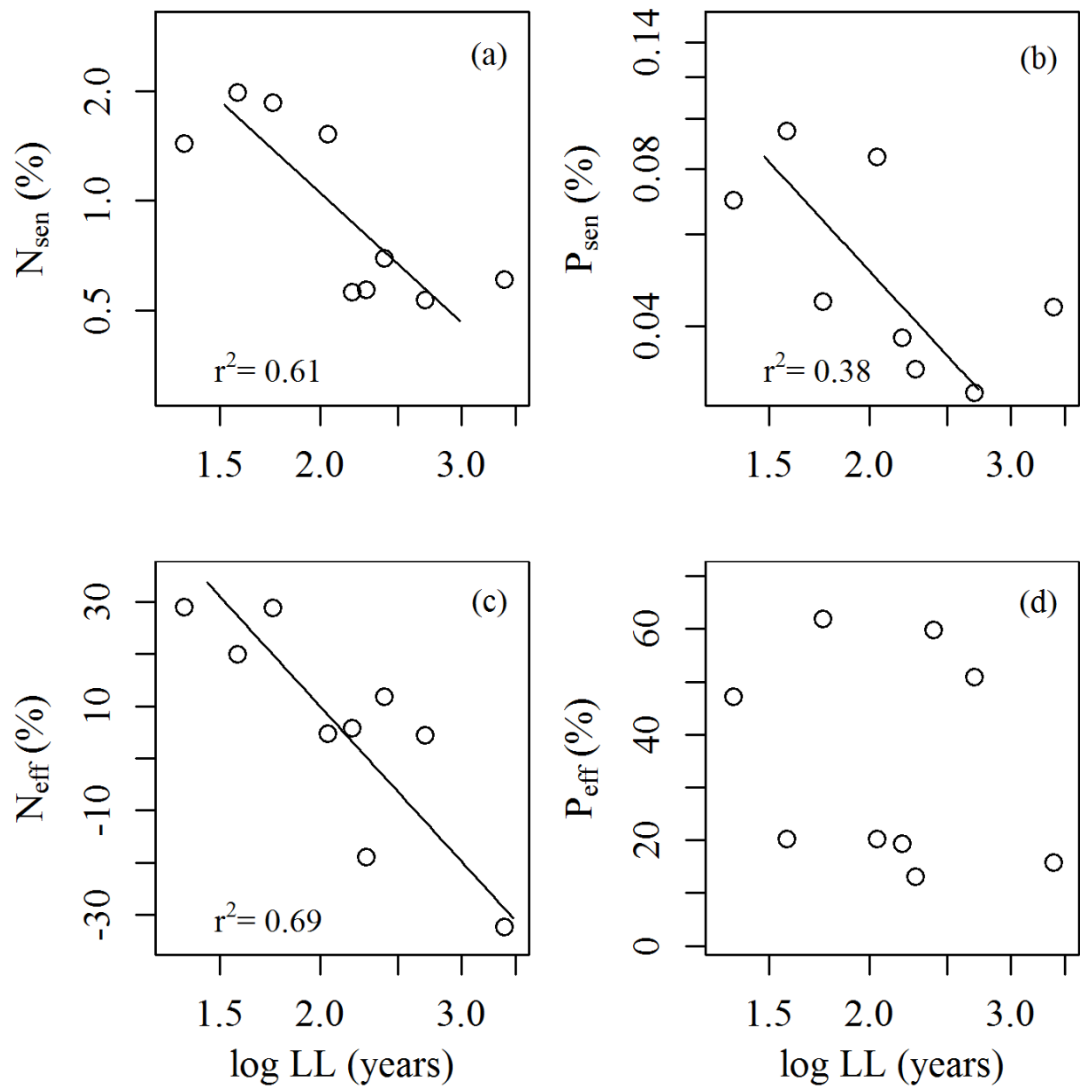 (a)
N_sen (%)
2.0
1.0
0.5
r²= 0.61
1.5 2.0 3.0
(b)
P_sen (%)
0.14
0.08
0.04
r²= 0.38
1.5 2.0 3.0
(c)
N_eff (%)
30
10
-10
-30
r²= 0.69
1.5 2.0 3.0
log LL (years)
(d)
P_eff (%)
60
40
20
0
1.5 2.0 3.0
log LL (years)